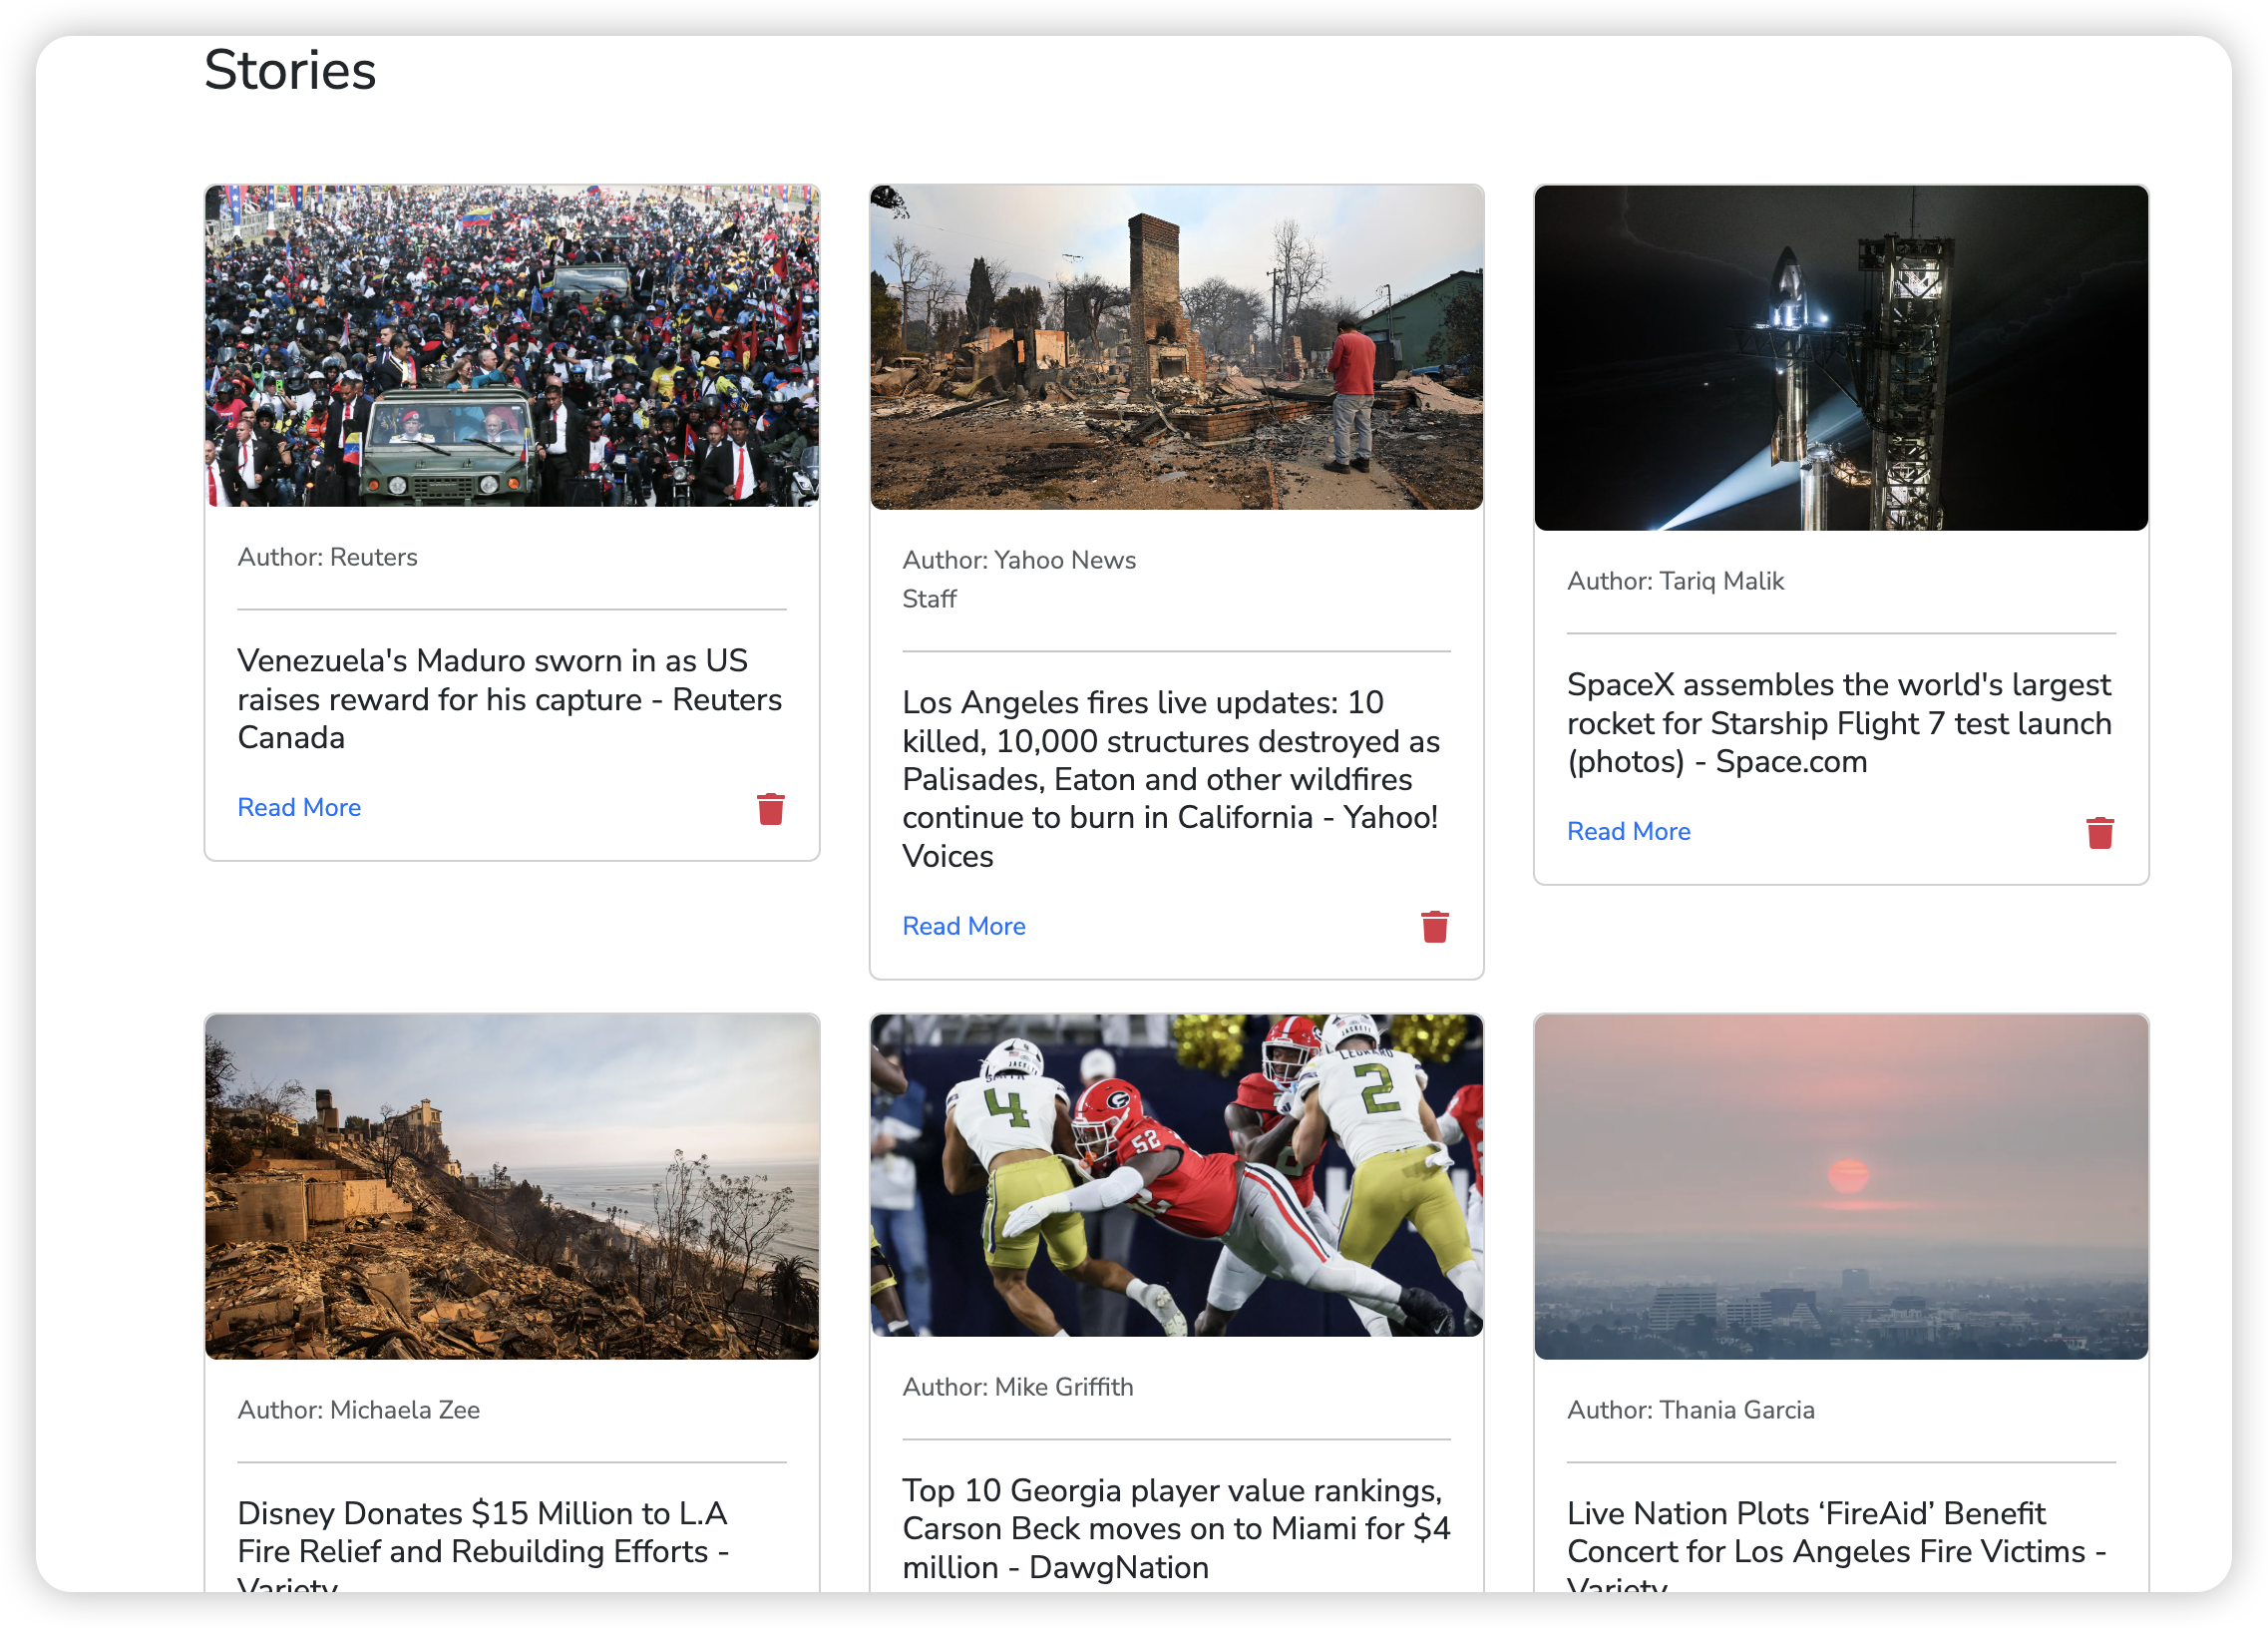 Stories
Author: Reuters
Venezuela's Maduro sworn in as US
raises reward for his capture - Reuters
Canada
Read More
Author: Yahoo News
Staff
Los Angeles fires live updates: 10
killed, 10,000 structures destroyed as
Palisades, Eaton and other wildfires
continue to burn in California - Yahoo!
Voices
Read More
Author: Tariq Malik
SpaceX assembles the world's largest
rocket for Starship Flight 7 test launch
(photos) - Space.com
Read More
Author: Michaela Zee
Disney Donates $15 Million to L.A
Fire Relief and Rebuilding Efforts -
Variety
4
G
52
LEONARD
2
Author: Mike Griffith
Top 10 Georgia player value rankings,
Carson Beck moves on to Miami for $4
million - DawgNation
Author: Thania Garcia
Live Nation Plots ‘FireAid’ Benefit
Concert for Los Angeles Fire Victims -
Variety